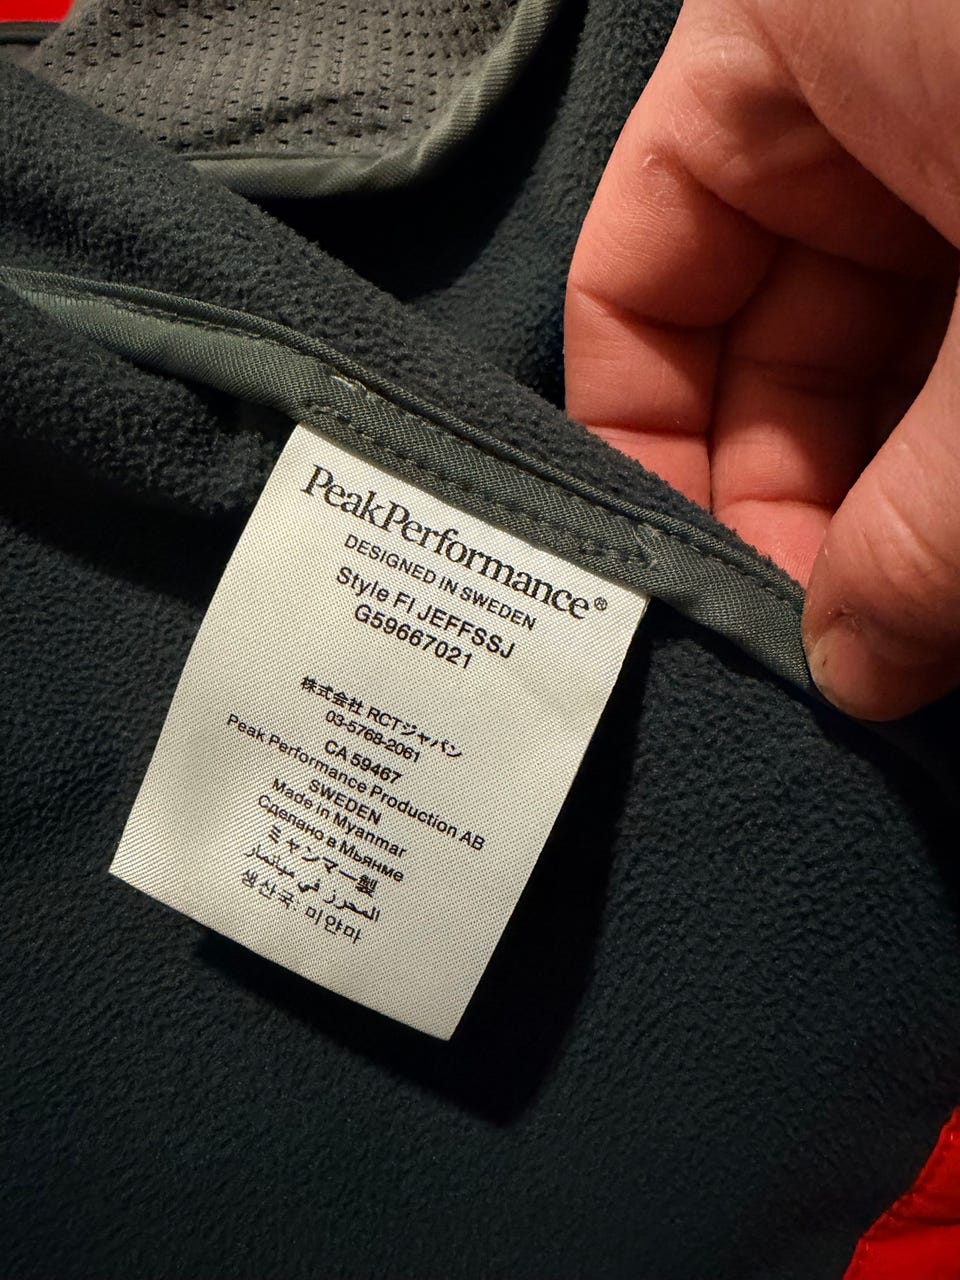 PeakPerformance®
DESIGNED IN SWEDEN
Style FI JEFFSSJ
G59667021
株式会社 RCTジャパン
03-5768-2061
CA 59467
Peak Performance Production AB
SWEDEN
Made in Myanmar
Сделано в Мьянме
ミャンマー製
في ميانمار
생산국: 미얀마